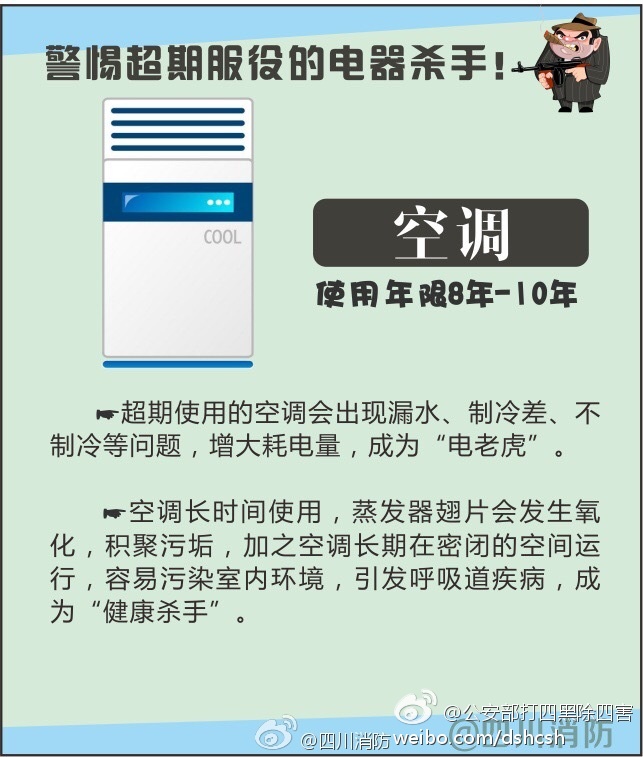 警惕超期服役的电器杀手！
COOL
空调
使用年限8年-10年
☛超期使用的空调会出现漏水、制冷差、不
制冷等问题，增大耗电量，成为“电老虎”。
☛空调长时间使用，蒸发器翅片会发生氧
化，积聚污垢，加之空调长期在密闭的空间运
行，容易污染室内环境，引发呼吸道疾病，成
为“健康杀手”。
@公安部打四黑除四害
@四川消防
weibo.com/dshcsh
@四川消防